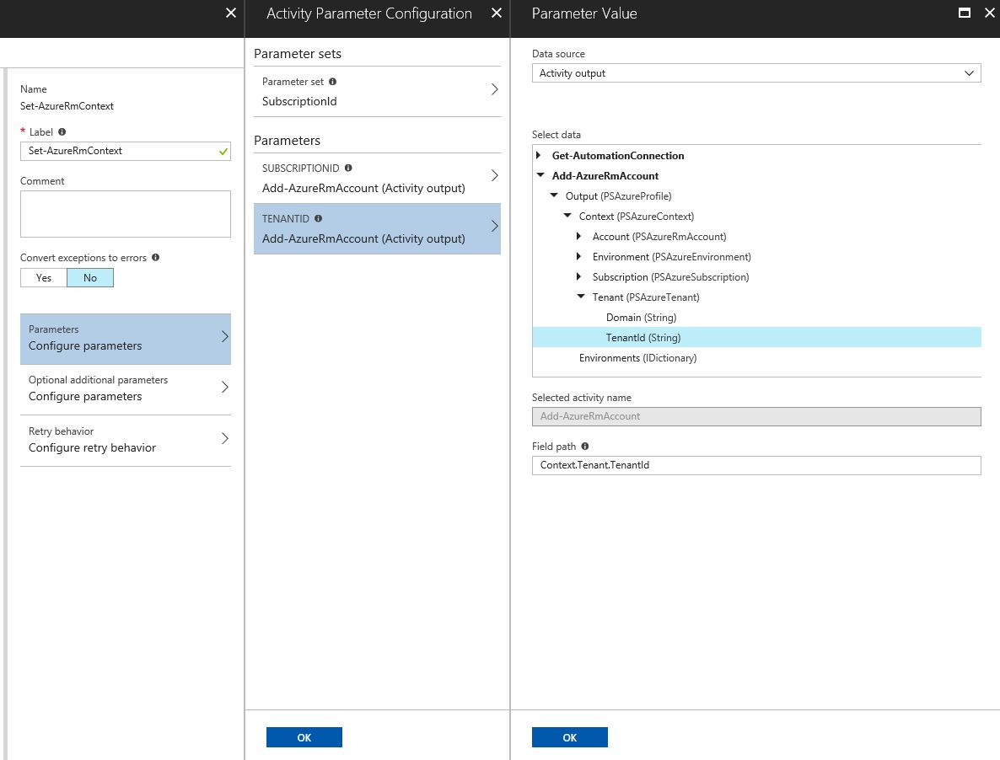 Name
Set-AzureRmContext
* Label
Set-AzureRmContext
Comment
Convert exceptions to errors
Yes No
Parameters
Configure parameters
Optional additional parameters
Configure parameters
Retry behavior
Configure retry behavior
Activity Parameter Configuration
Parameter sets
Parameter set
SubscriptionId
Parameters
SUBSCRIPTIONID
Add-AzureRmAccount (Activity output)
TENANTID
Add-AzureRmAccount (Activity output)
OK
Parameter Value
Data source
Activity output
Select data
Get-AutomationConnection
Add-AzureRmAccount
Output (PSAzureProfile)
Context (PSAzureContext)
Account (PSAzureRmAccount)
Environment (PSAzureEnvironment)
Subscription (PSAzureSubscription)
Tenant (PSAzureTenant)
Domain (String)
TenantId (String)
Environments (IDictionary)
Selected activity name
Add-AzureRmAccount
Field path
Context.Tenant.TenantId
OK